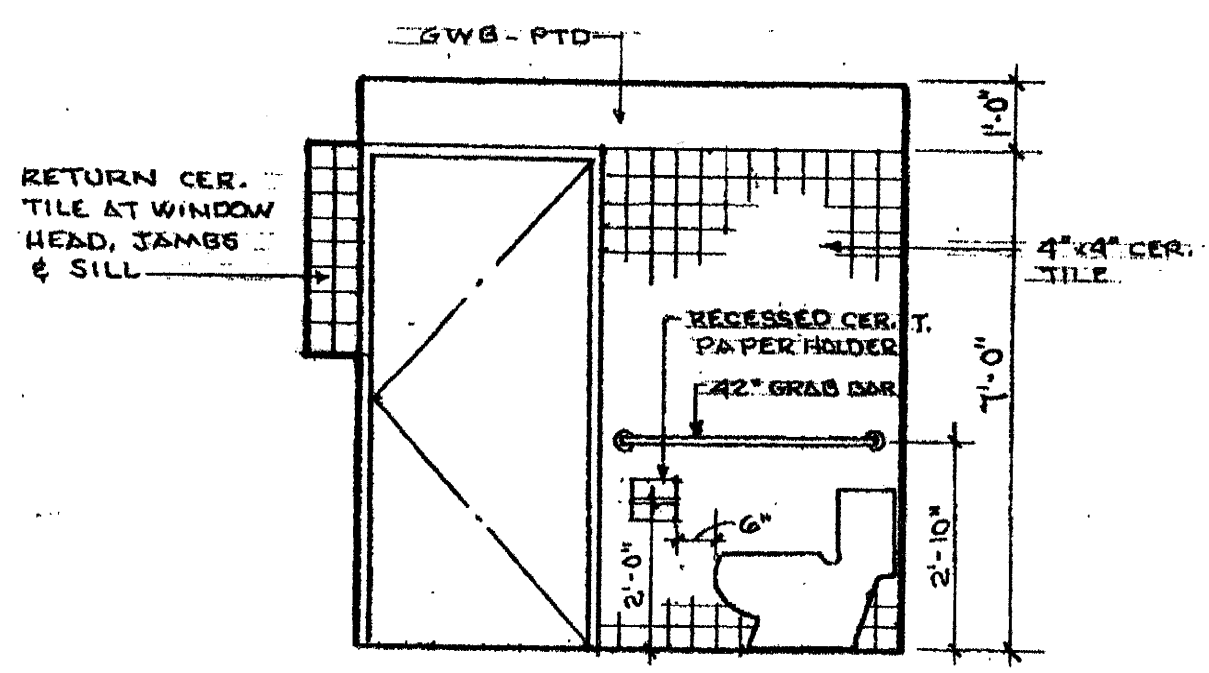 GWB - PTD
1'-0"
RETURN CER.
TILE AT WINDOW
HEAD, JAMBS
& SILL
4"x4" CER.
TILE
RECESSED CER. T.
PAPER HOLDER
42" GRAB BAR
7'-0"
6"
2'-0"
2'-10"